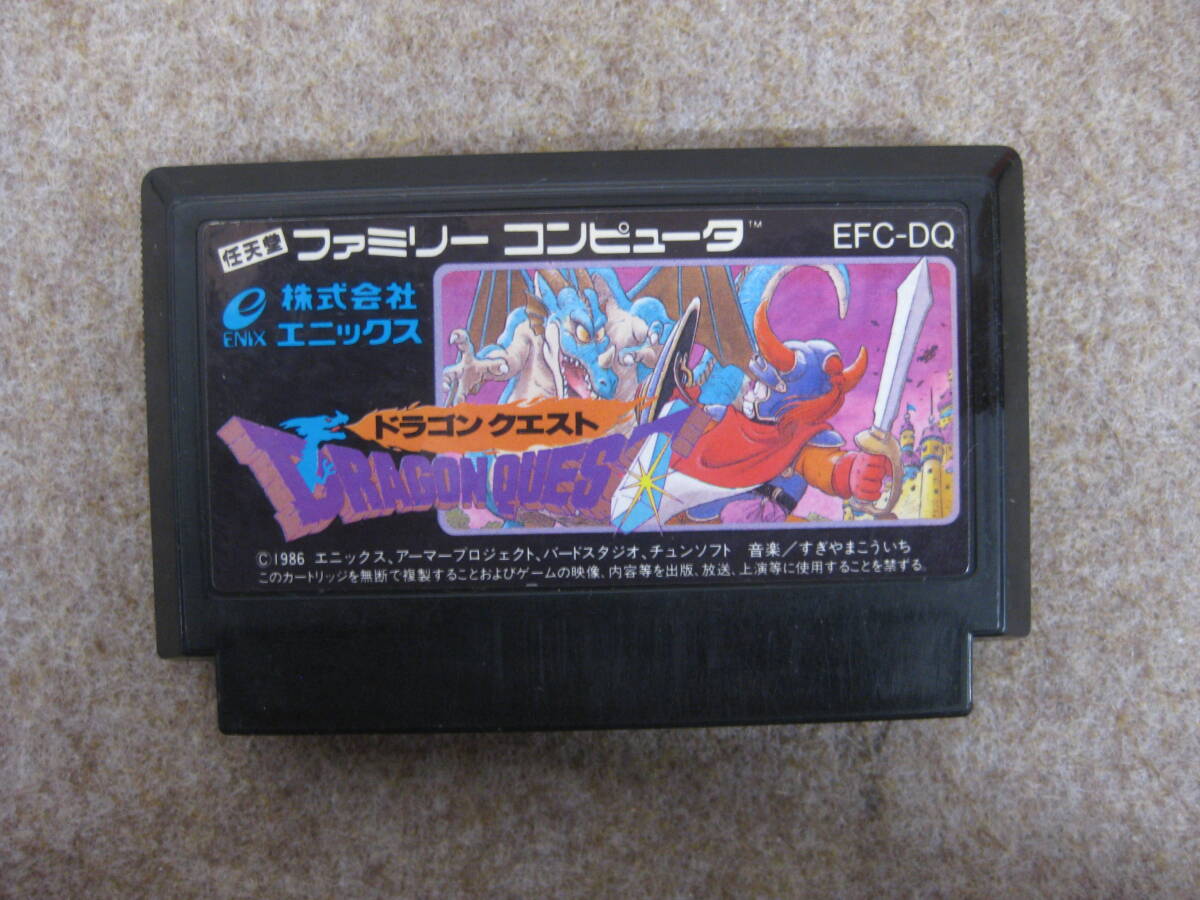 任天堂 ファミリー コンピュータ™ EFC-DQ
ENIX 株式会社エニックス
ドラゴンクエスト
DRAGON QUEST
©1986 エニックス、アーマープロジェクト、バードスタジオ、チュンソフト 音楽／すぎやまこういち
このカートリッジを無断で複製することおよびゲームの映像、内容等を出版、放送、上演等に使用することを禁ずる。